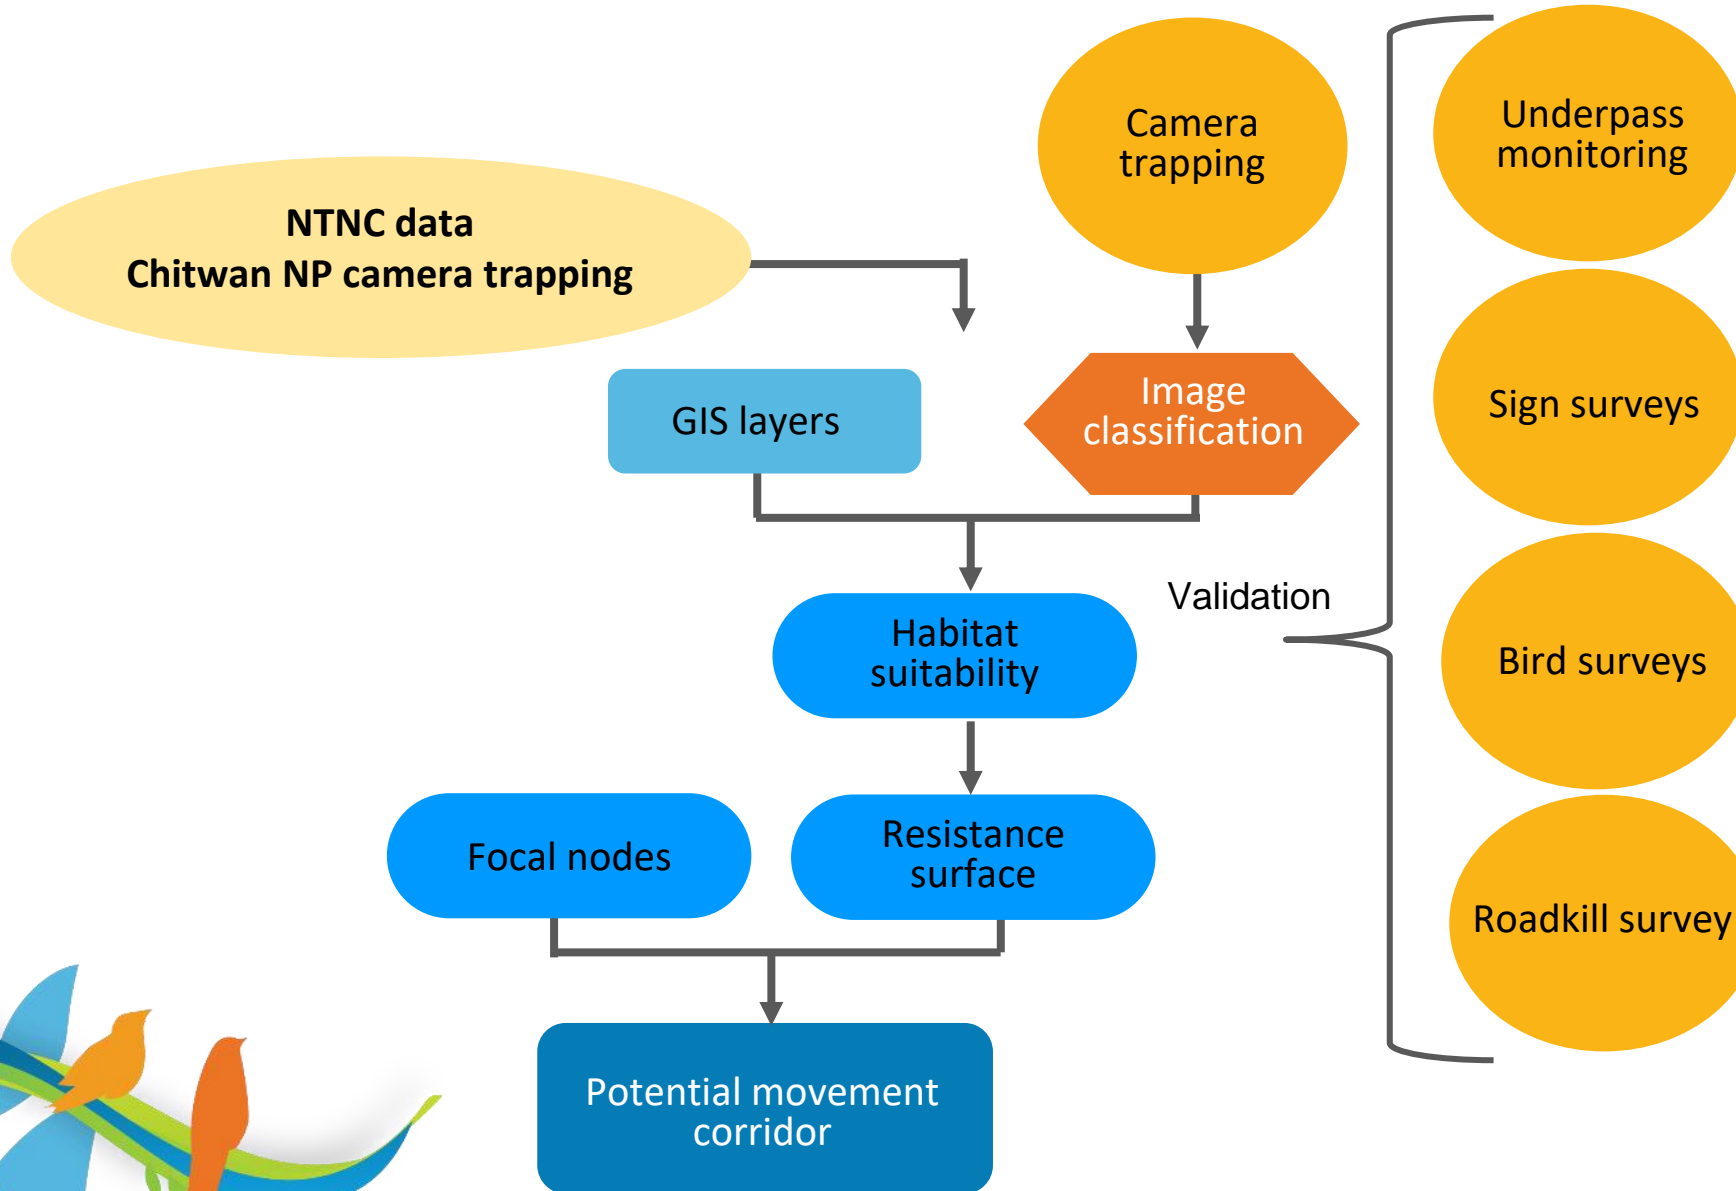 Camera
trapping
Underpass
monitoring
NTNC data
Chitwan NP camera trapping
GIS layers
Image
classification
Sign surveys
Validation
Habitat
suitability
Bird surveys
Focal nodes
Resistance
surface
Roadkill survey
Potential movement
corridor